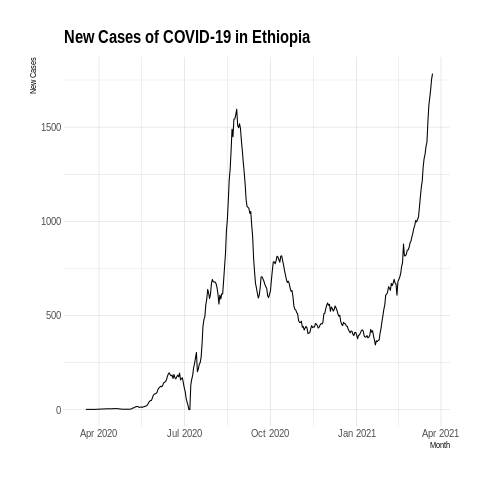 New Cases of COVID-19 in Ethiopia
New Cases
1500
1000
500
0
Apr 2020 Jul 2020 Oct 2020 Jan 2021 Apr 2021
Month